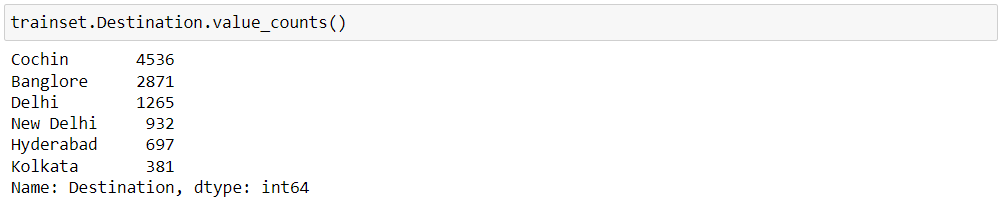 trainset.Destination.value_counts()
Cochin       4536
Banglore     2871
Delhi        1265
New Delhi     932
Hyderabad     697
Kolkata       381
Name: Destination, dtype: int64